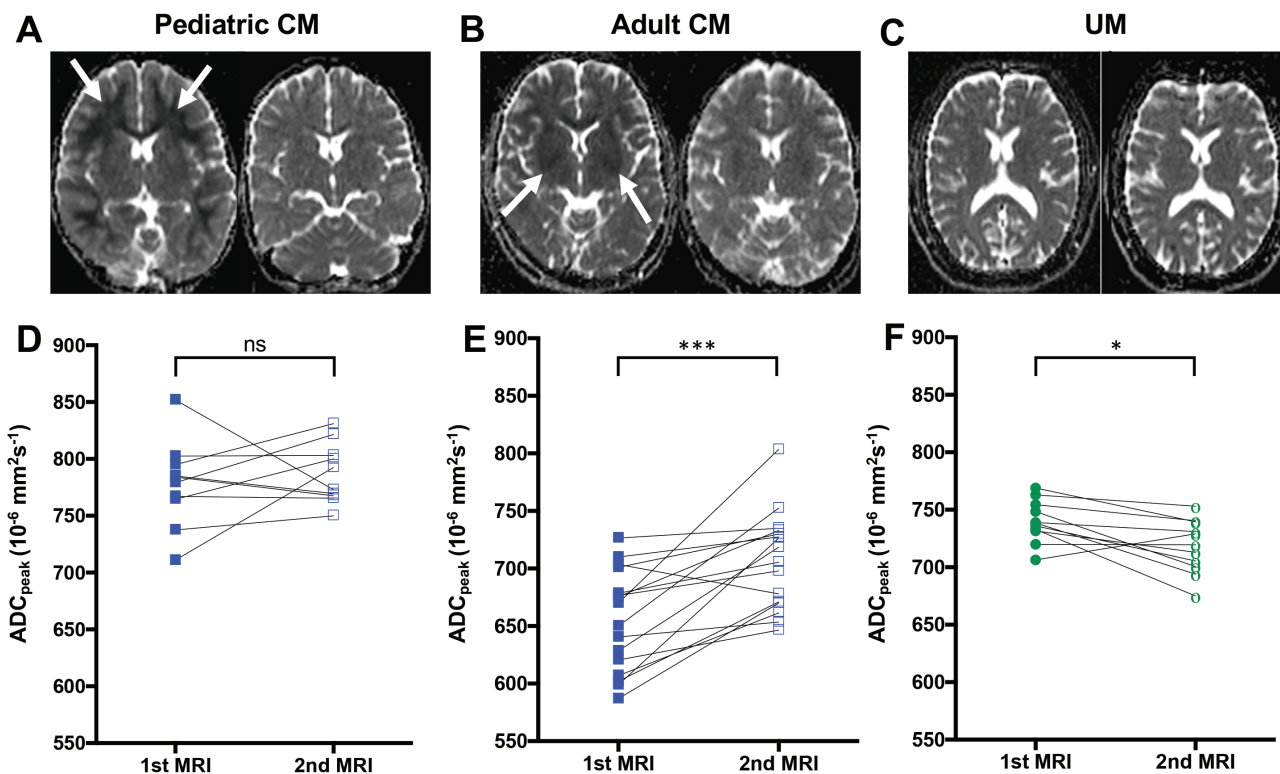 A Pediatric CM
B Adult CM
C UM
D
ns
900
850
800
750
700
650
600
550
ADCpeak (10-6 mm2s-1)
1st MRI 2nd MRI
E
***
900
850
800
750
700
650
600
550
ADCpeak (10-6 mm2s-1)
1st MRI 2nd MRI
F
*
900
850
800
750
700
650
600
550
ADCpeak (10-6 mm2s-1)
1st MRI 2nd MRI